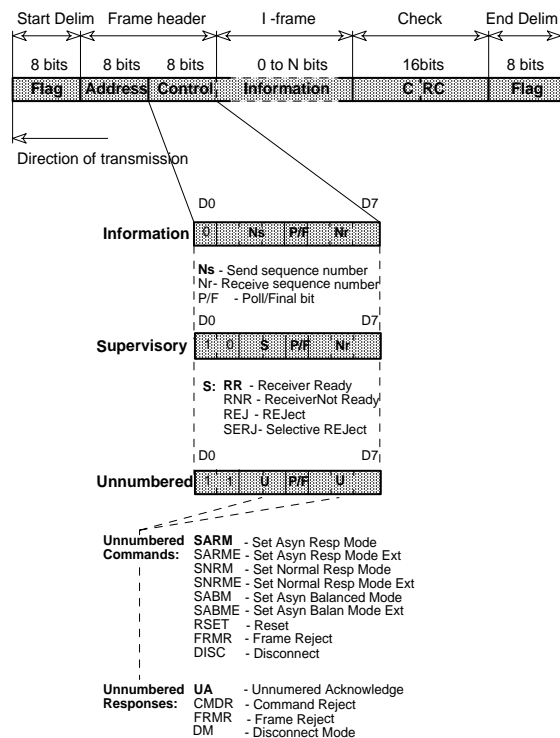 Start Delim Frame header I -frame Check End Delim
8 bits 8 bits 8 bits 0 to N bits 16bits 8 bits
Flag Address Control Information C RC Flag
Direction of transmission
D0 D7
Information 0 Ns P/F Nr
Ns - Send sequence number
Nr- Receive sequence number
P/F - Poll/Final bit
D0 D7
Supervisory 1 0 S P/F Nr
S: RR - Receiver Ready
RNR - ReceiverNot Ready
REJ - REJect
SERJ- Selective REJect
D0 D7
Unnumbered 1 1 U P/F U
Unnumbered SARM - Set Asyn Resp Mode
Commands: SARME - Set Asyn Resp Mode Ext
SNRM - Set Normal Resp Mode
SNRME - Set Normal Resp Mode Ext
SABM - Set Asyn Balanced Mode
SABME - Set Asyn Balan Mode Ext
RSET - Reset
FRMR - Frame Reject
DISC - Disconnect
Unnumbered UA - Unnumered Acknowledge
Responses: CMDR - Command Reject
FRMR - Frame Reject
DM - Disconnect Mode